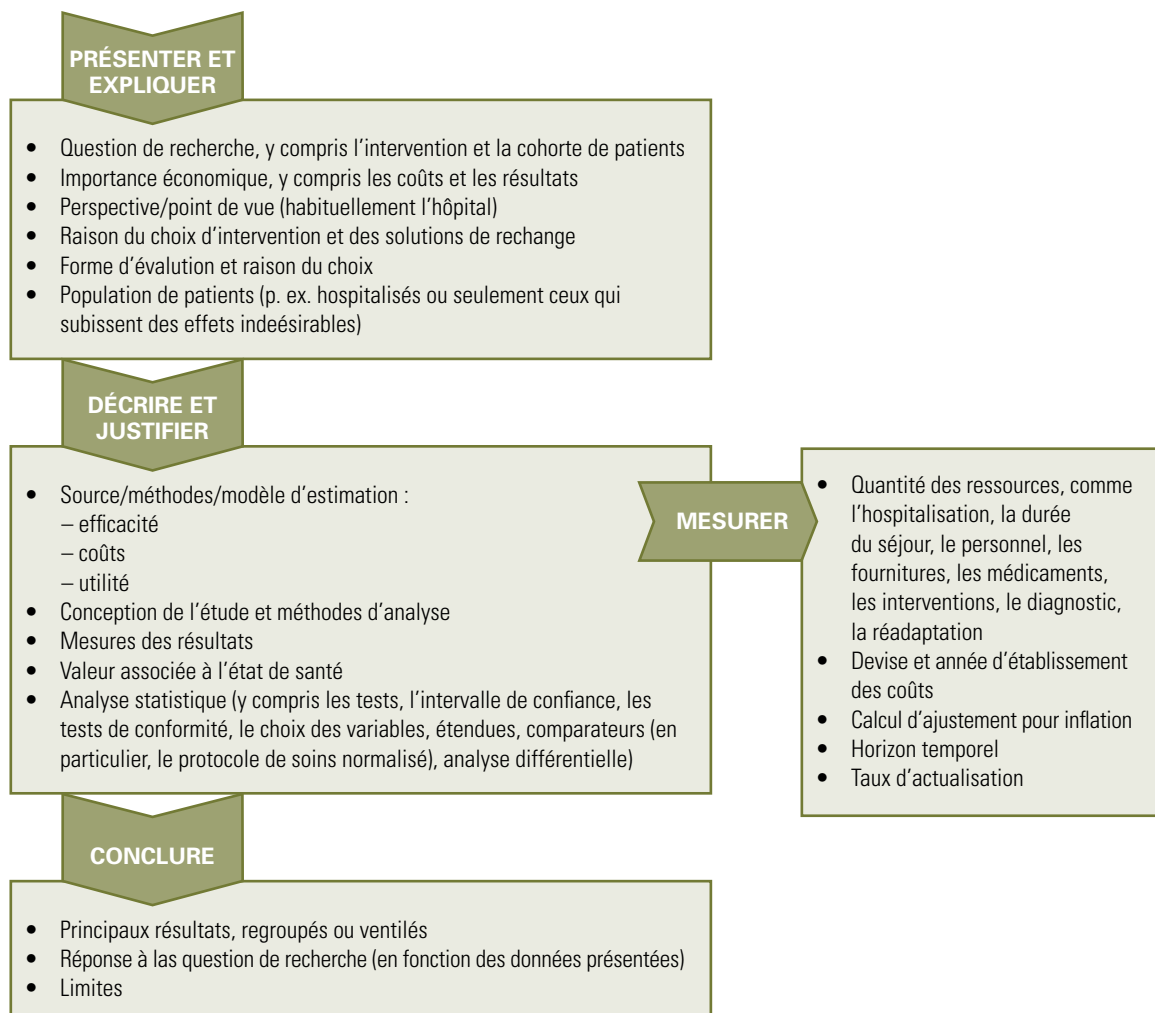 PRÉSENTER ET
EXPLIQUER
• Question de recherche, y compris l'intervention et la cohorte de patients
• Importance économique, y compris les coûts et les résultats
• Perspective/point de vue (habituellement l'hôpital)
• Raison du choix d'intervention et des solutions de rechange
• Forme d'évalution et raison du choix
• Population de patients (p. ex. hospitalisés ou seulement ceux qui
subissent des effets indeésirables)
DÉCRIRE ET
JUSTIFIER
• Source/méthodes/modèle d'estimation :
– efficacité
– coûts
– utilité
• Conception de l'étude et méthodes d'analyse
• Mesures des résultats
• Valeur associée à l'état de santé
• Analyse statistique (y compris les tests, l'intervalle de confiance, les
tests de conformité, le choix des variables, étendues, comparateurs (en
particulier, le protocole de soins normalisé), analyse différentielle)
MESURER
• Quantité des ressources, comme
l'hospitalisation, la durée
du séjour, le personnel, les
fournitures, les médicaments,
les interventions, le diagnostic,
la réadaptation
• Devise et année d'établissement
des coûts
• Calcul d'ajustement pour inflation
• Horizon temporel
• Taux d'actualisation
CONCLURE
• Principaux résultats, regroupés ou ventilés
• Réponse à las question de recherche (en fonction des données présentées)
• Limites